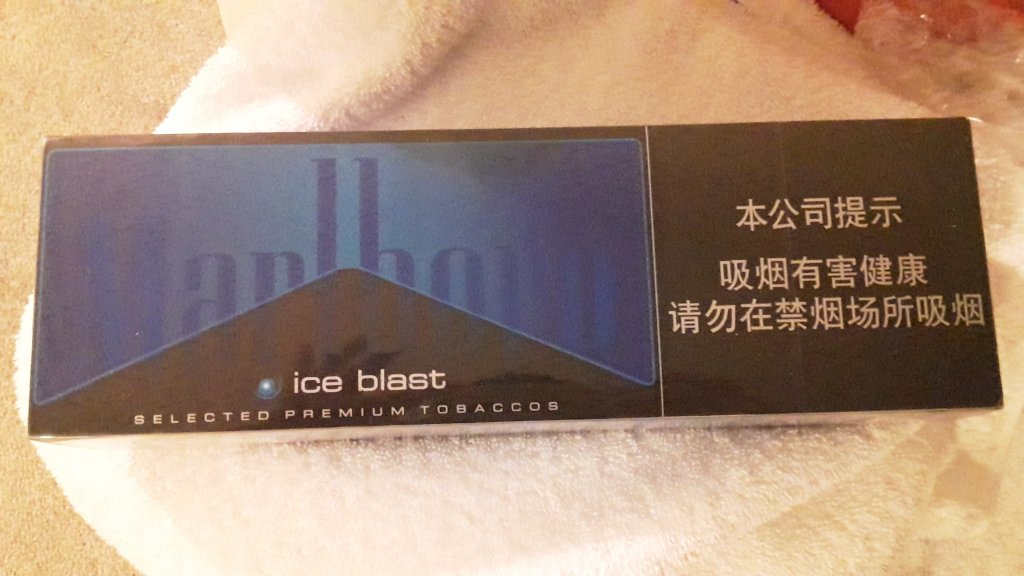 Marlboro
ice blast
SELECTED PREMIUM TOBACCOS
本公司提示
吸烟有害健康
请勿在禁烟场所吸烟